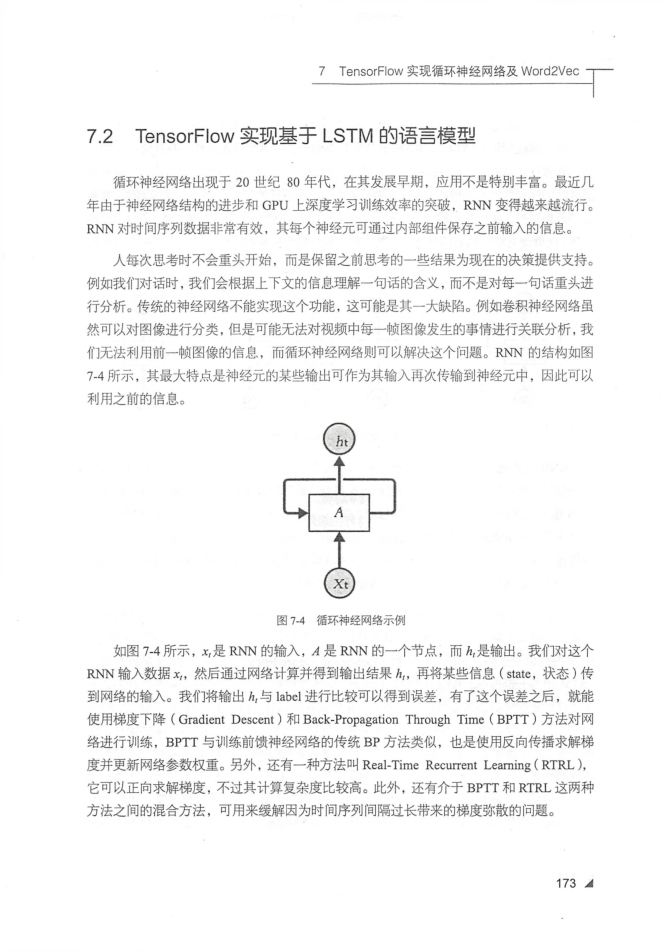 7 TensorFlow 实现循环神经网络及 Word2Vec
7.2 TensorFlow 实现基于 LSTM 的语言模型
循环神经网络出现于 20 世纪 80 年代，在其发展早期，应用不是特别丰富。最近几
年由于神经网络结构的进步和 GPU 上深度学习训练效率的突破，RNN 变得越来越流行。
RNN 对时间序列数据非常有效，其每个神经元可通过内部组件保存之前输入的信息。
人每次思考时不会重头开始，而是保留之前思考的一些结果为现在的决策提供支持。
例如我们对话时，我们会根据上下文的信息理解一句话的含义，而不是对每一句话重头进
行分析。传统的神经网络不能实现这个功能，这可能是其一大缺陷。例如卷积神经网络虽
然可以对图像进行分类，但是可能无法对视频中每一帧图像发生的事情进行关联分析，我
们无法利用前一帧图像的信息，而循环神经网络则可以解决这个问题。RNN 的结构如图
7-4 所示，其最大特点是神经元的某些输出可作为其输入再次传输到神经元中，因此可以
利用之前的信息。
ht
A
Xt
图 7-4 循环神经网络示例
如图 7-4 所示，xt是 RNN 的输入，A 是 RNN 的一个节点，而 ht是输出。我们对这个
RNN 输入数据 xt，然后通过网络计算并得到输出结果 ht，再将某些信息（state，状态）传
到网络的输入。我们将输出 ht与 label 进行比较可以得到误差，有了这个误差之后，就能
使用梯度下降（Gradient Descent）和 Back-Propagation Through Time（BPTT）方法对网
络进行训练，BPTT 与训练前馈神经网络的传统 BP 方法类似，也是使用反向传播求解梯
度并更新网络参数权重。另外，还有一种方法叫 Real-Time Recurrent Learning（RTRL），
它可以正向求解梯度，不过其计算复杂度比较高。此外，还有介于 BPTT 和 RTRL 这两种
方法之间的混合方法，可用来缓解因为时间序列间隔过长带来的梯度弥散的问题。
173